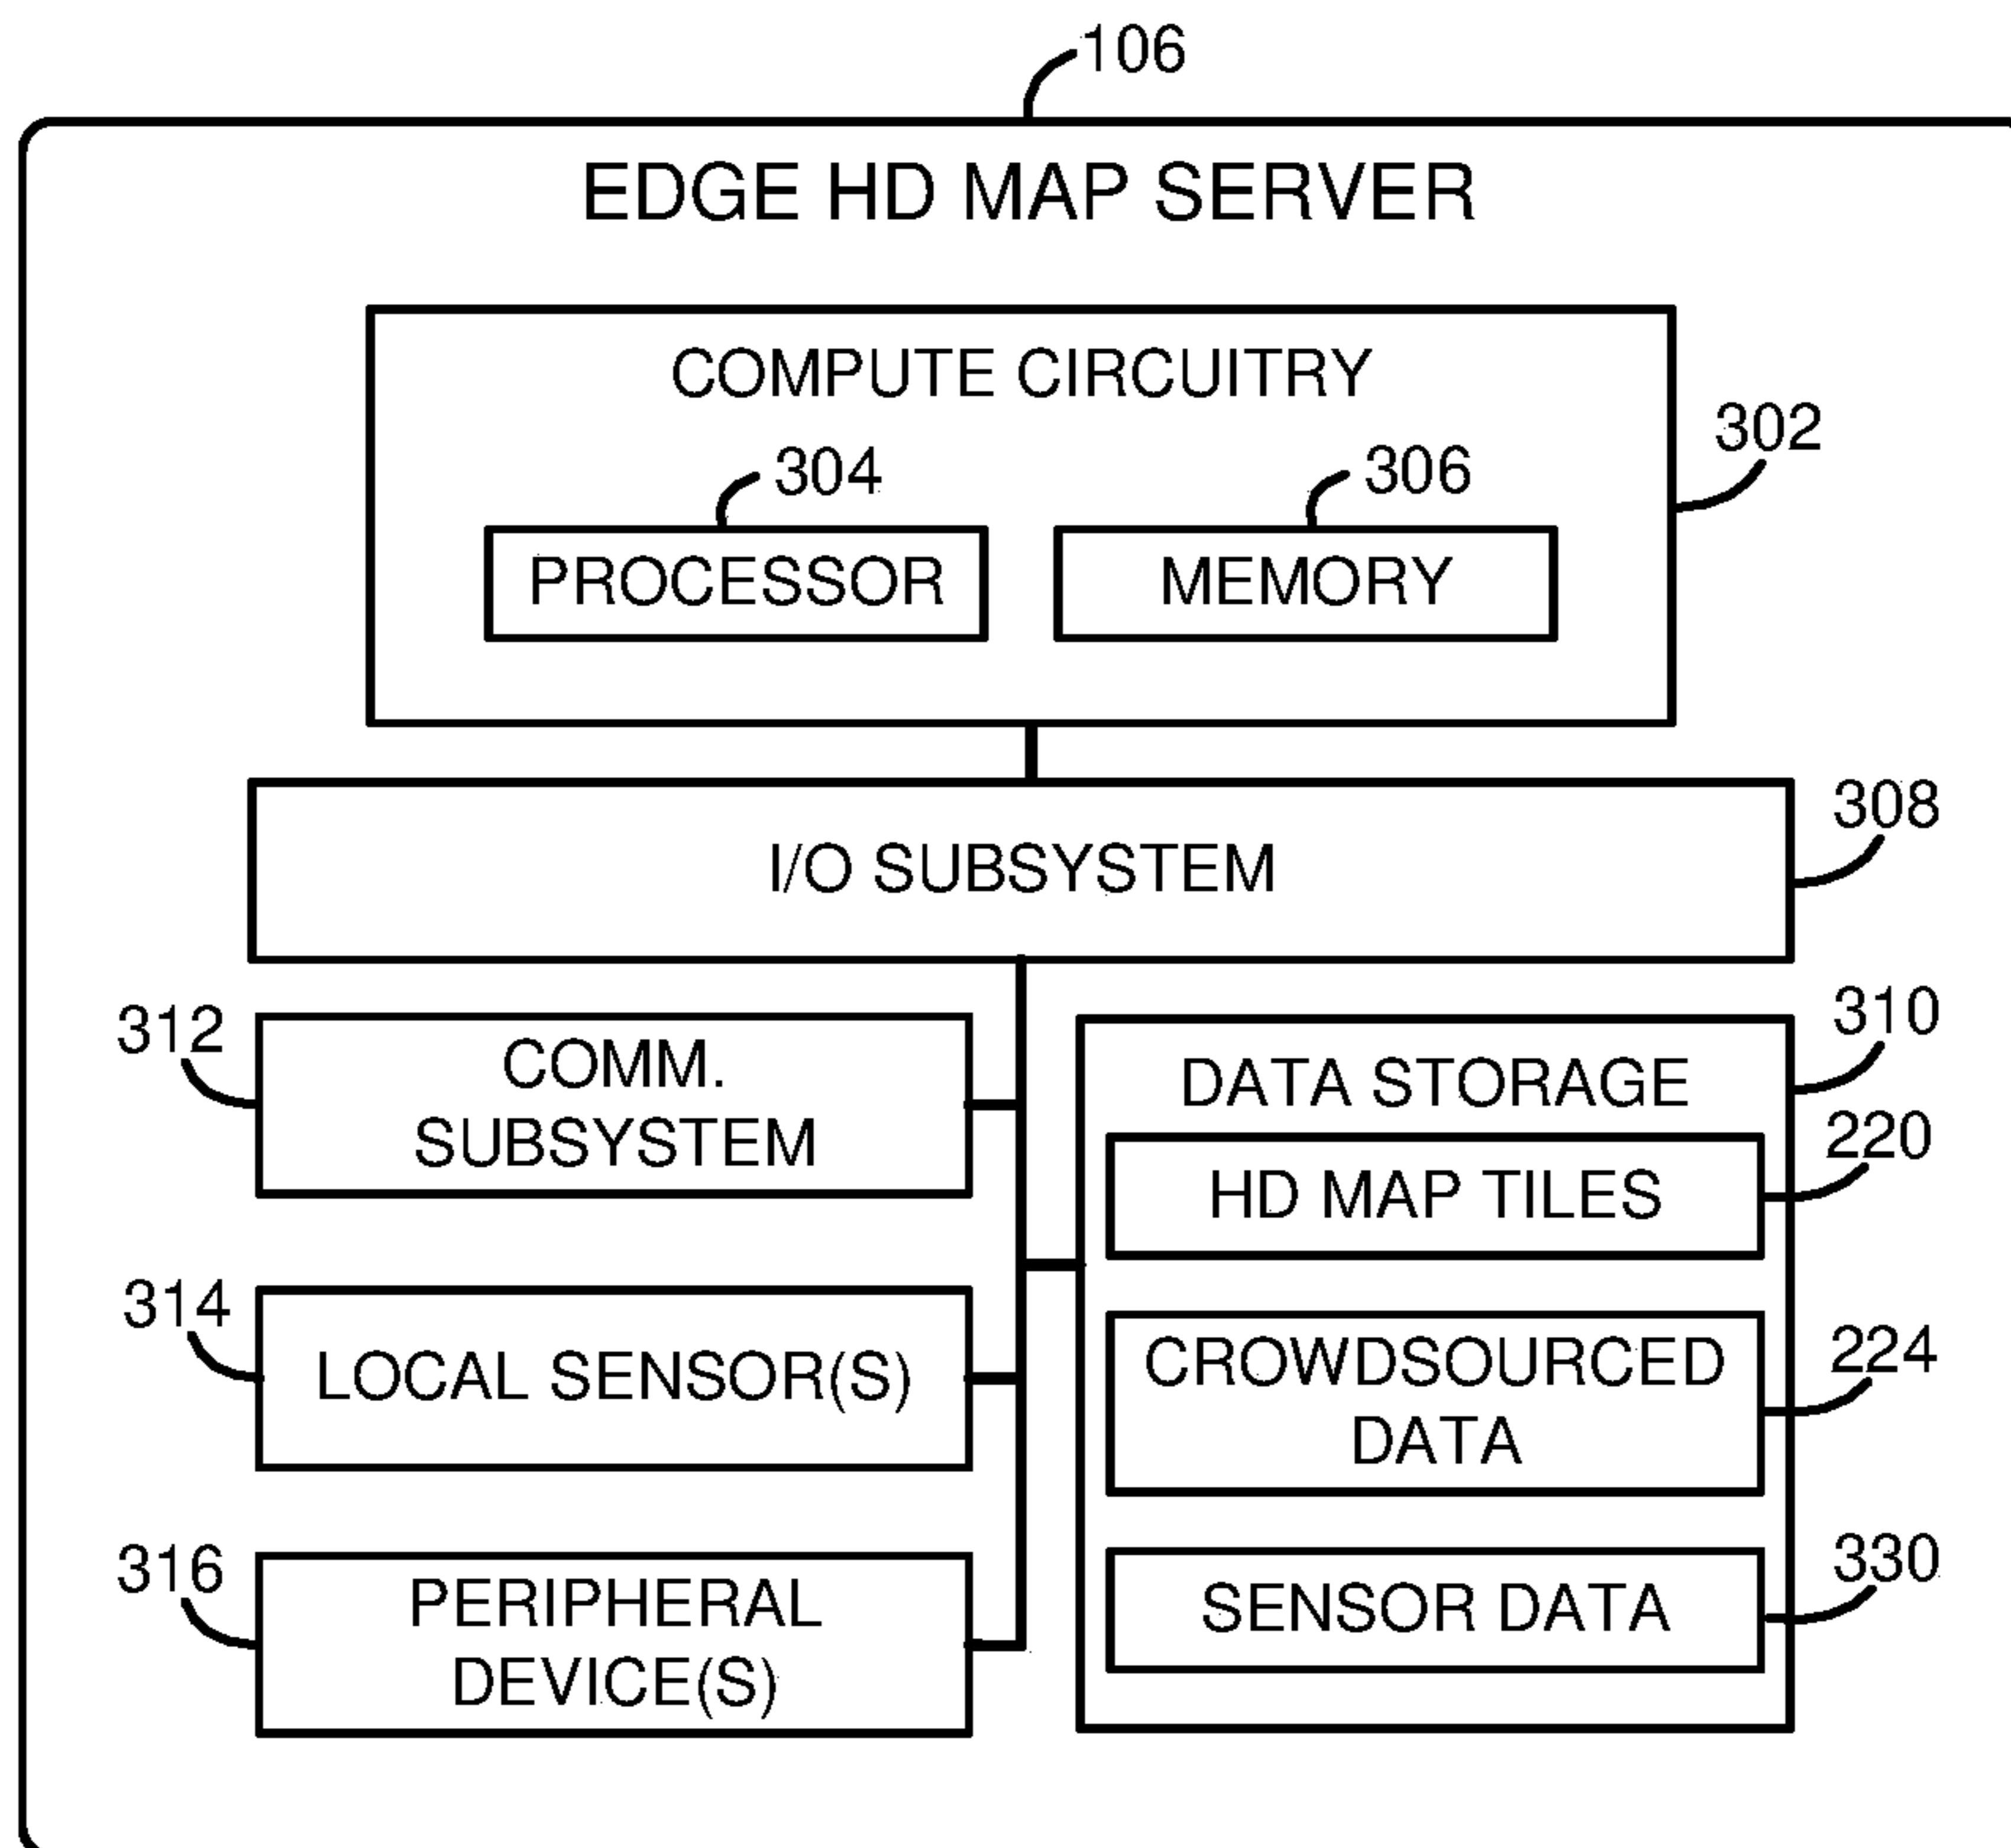 106
EDGE HD MAP SERVER
COMPUTE CIRCUITRY
302
304
306
PROCESSOR
MEMORY
308
I/O SUBSYSTEM
312
COMM.
SUBSYSTEM
310
DATA STORAGE
220
HD MAP TILES
314
LOCAL SENSOR(S)
224
CROWDSOURCED
DATA
316
PERIPHERAL
DEVICE(S)
330
SENSOR DATA